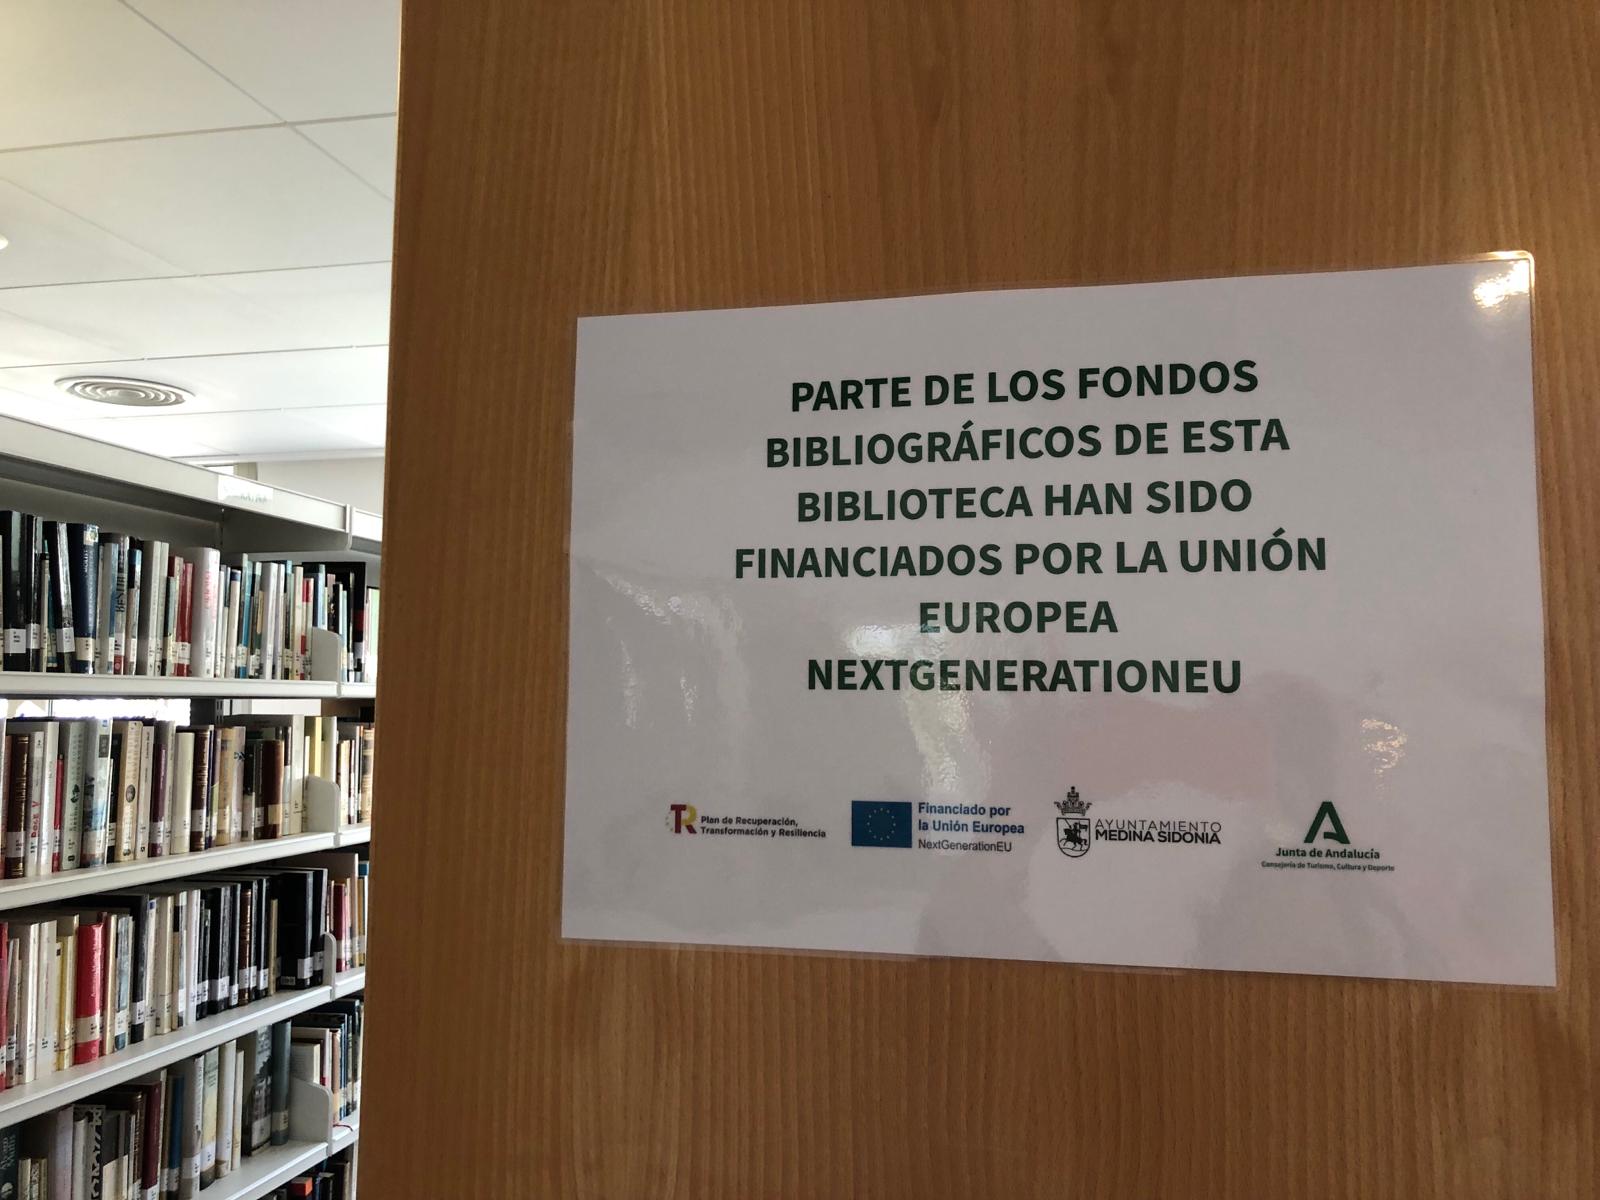 PARTE DE LOS FONDOS
BIBLIOGRÁFICOS DE ESTA
BIBLIOTECA HAN SIDO
FINANCIADOS POR LA UNIÓN
EUROPEA
NEXTGENERATIONEU
TR
Plan de Recuperación,
Transformación y Resiliencia
Financiado por
la Unión Europea
NextGenerationEU
AYUNTAMIENTO
MEDINA SIDONIA
Junta de Andalucía
Consejería de Turismo, Cultura y Deporte